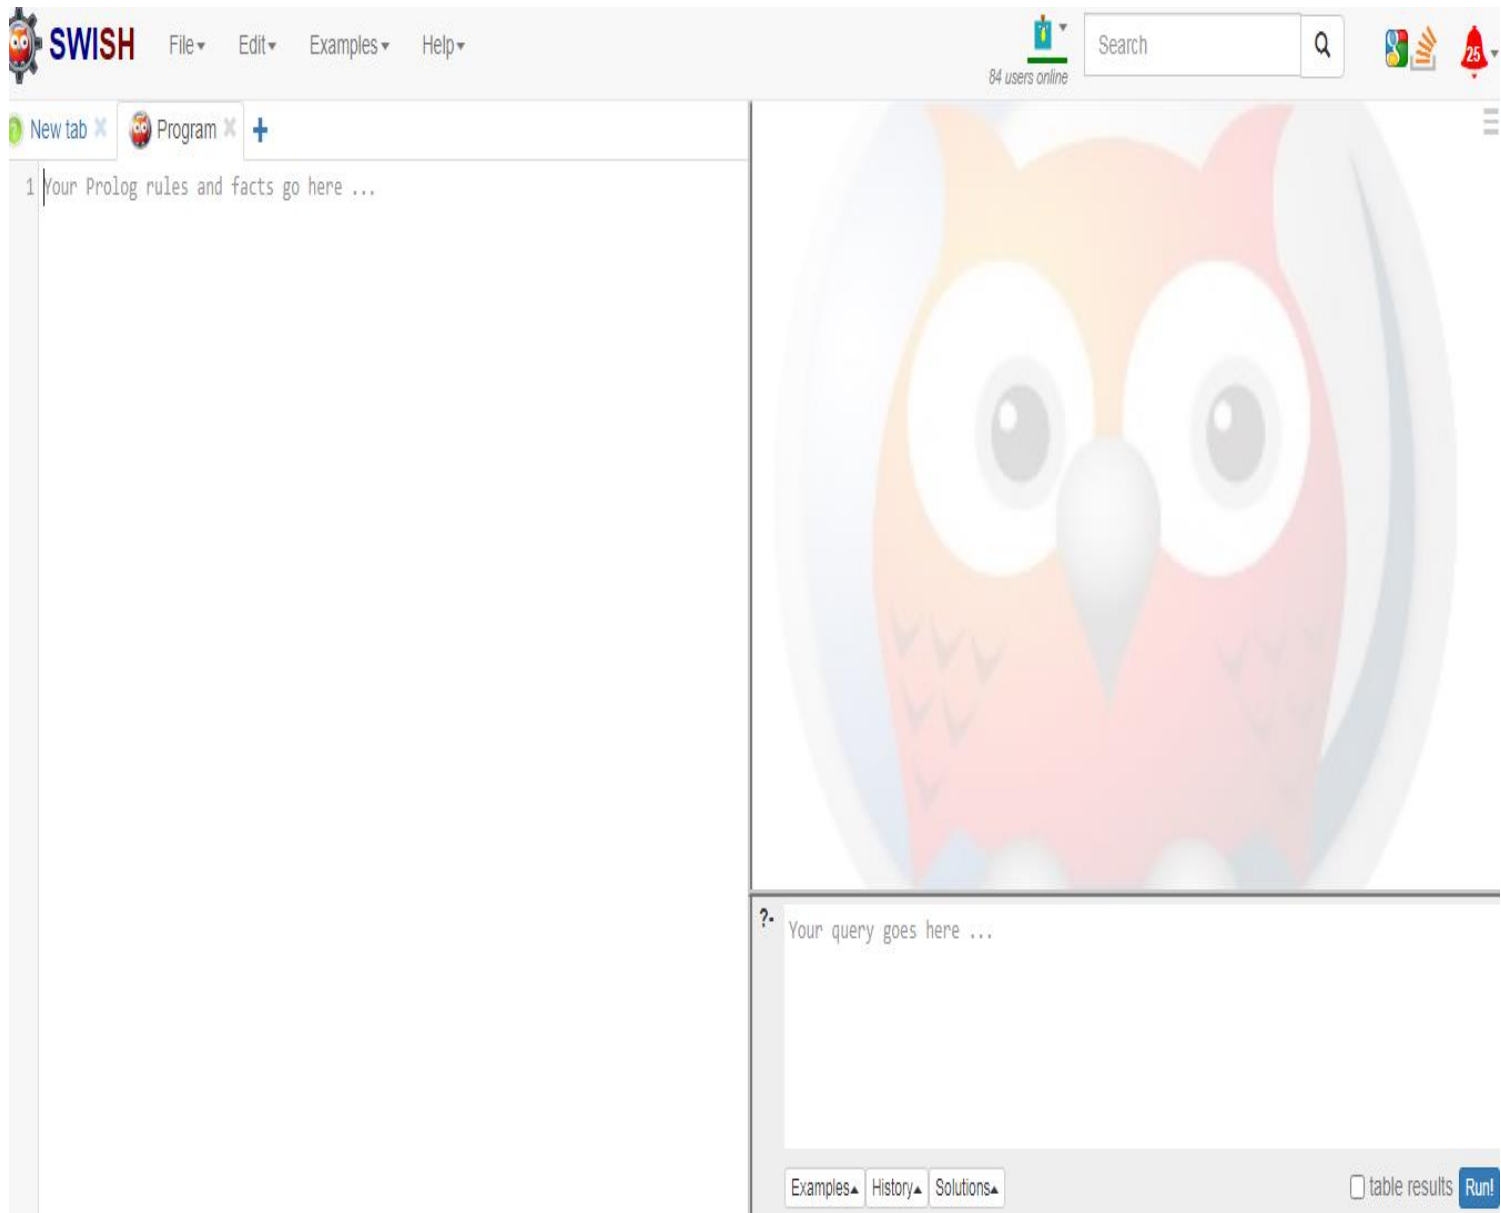 SWISH File Edit Examples Help
84 users online
Search
25
New tab Program
1 Your Prolog rules and facts go here ...
?- Your query goes here ...
Examples History Solutions table results Run!